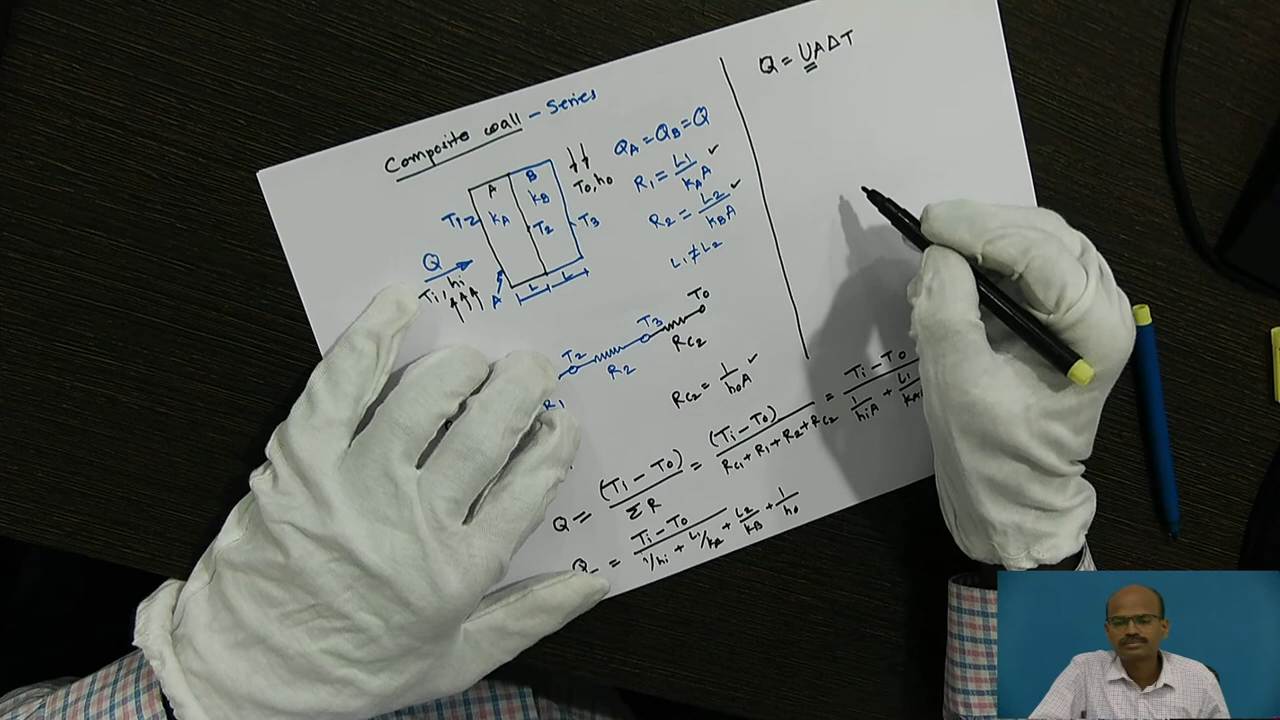 Composite wall - Series
Q = UAΔT
QA = QB = Q
A B
kA kB
To, ho
R1 = L1/kAA ✓
R2 = L2/kBA ✓
T1
T2
T3
L1 ≠ L2
Q
Ti, hi
A
L L
T2 T3 To
R1 R2 Rc2
Rc2 = 1/hoA ✓
Q = (Ti - To)/ΣR = (Ti - To)/Rc1 + R1 + R2 + Rc2 = Ti - To/1/hiA + L1/kA
Q = Ti - To/1/hi + L1/kA + L2/kB + 1/ho